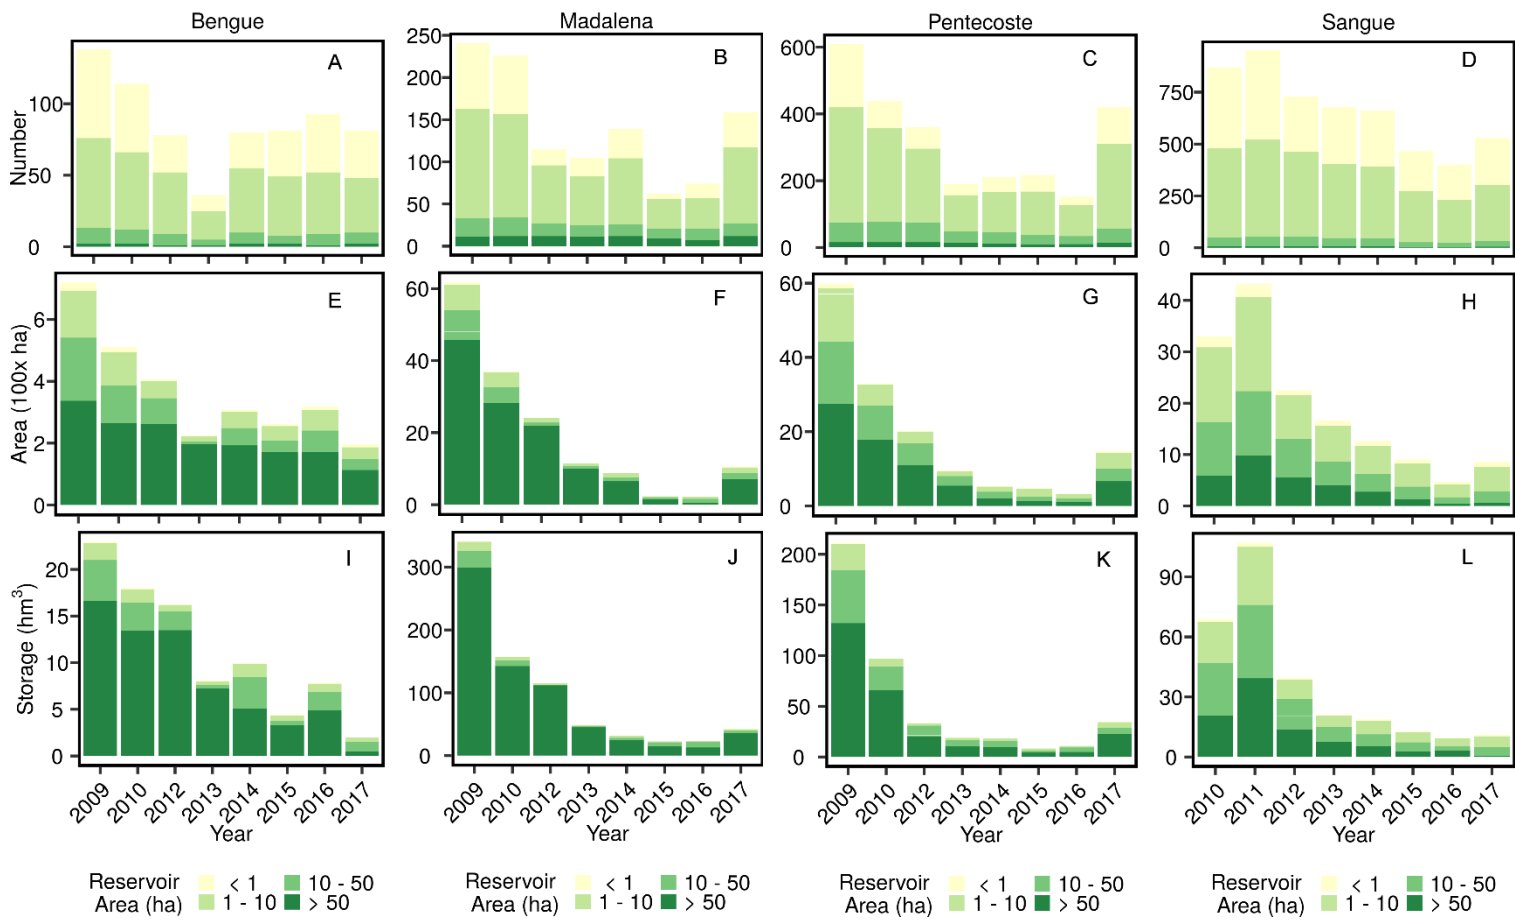 Bengue Madalena Pentecoste Sangue
A B C D
Number
100
50
0
250
200
150
100
50
0
600
400
200
0
750
500
250
0
E F G H
Area (100x ha)
6
4
2
0
60
40
20
0
60
40
20
0
40
30
20
10
0
I J K L
Storage (hm³)
20
15
10
5
0
300
200
100
0
200
150
100
50
0
90
60
30
0
2009 2010 2012 2013 2014 2015 2016 2017
2009 2010 2012 2013 2014 2015 2016 2017
2009 2010 2012 2013 2014 2015 2016 2017
2010 2011 2012 2013 2014 2015 2016 2017
Year Year Year Year
Reservoir < 1 10 - 50
Area (ha) 1 - 10 > 50
Reservoir < 1 10 - 50
Area (ha) 1 - 10 > 50
Reservoir < 1 10 - 50
Area (ha) 1 - 10 > 50
Reservoir < 1 10 - 50
Area (ha) 1 - 10 > 50